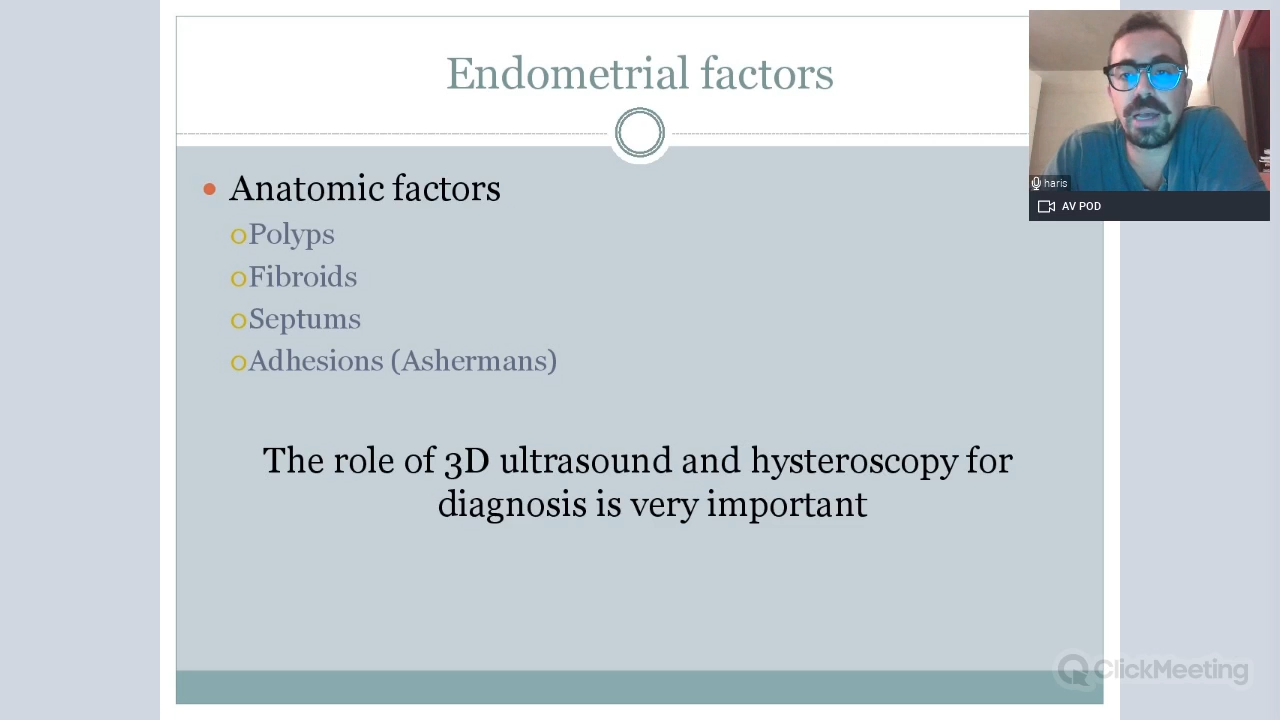 Endometrial factors
Anatomic factors
Polyps
Fibroids
Septums
Adhesions (Ashermans)
The role of 3D ultrasound and hysteroscopy for
diagnosis is very important
haris
AV POD
ClickMeeting